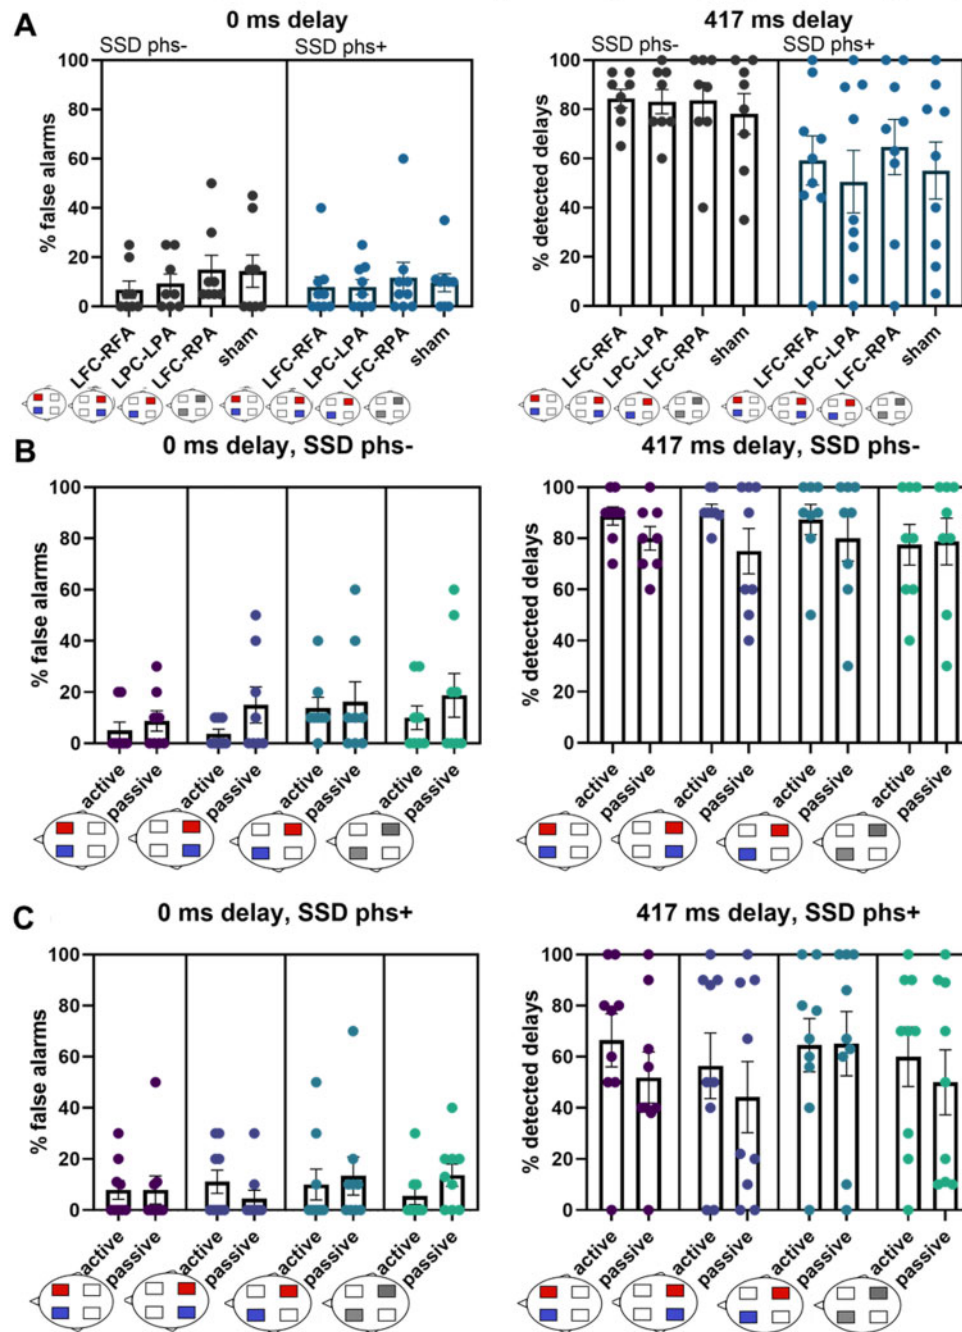 A
0 ms delay
417 ms delay
SSD phs-
SSD phs+
SSD phs-
SSD phs+
% false alarms
100
80
60
40
20
0
LFC-RFA
LPC-LPA
LFC-RPA
sham
LFC-RFA
LPC-LPA
LFC-RPA
sham
% detected delays
100
80
60
40
20
0
LFC-RFA
LPC-LPA
LFC-RPA
sham
LFC-RFA
LPC-LPA
LFC-RPA
sham
B
0 ms delay, SSD phs-
417 ms delay, SSD phs-
% false alarms
100
80
60
40
20
0
active
passive
active
passive
active
passive
active
passive
% detected delays
100
80
60
40
20
0
active
passive
active
passive
active
passive
active
passive
C
0 ms delay, SSD phs+
417 ms delay, SSD phs+
% false alarms
100
80
60
40
20
0
active
passive
active
passive
active
passive
active
passive
% detected delays
100
80
60
40
20
0
active
passive
active
passive
active
passive
active
passive